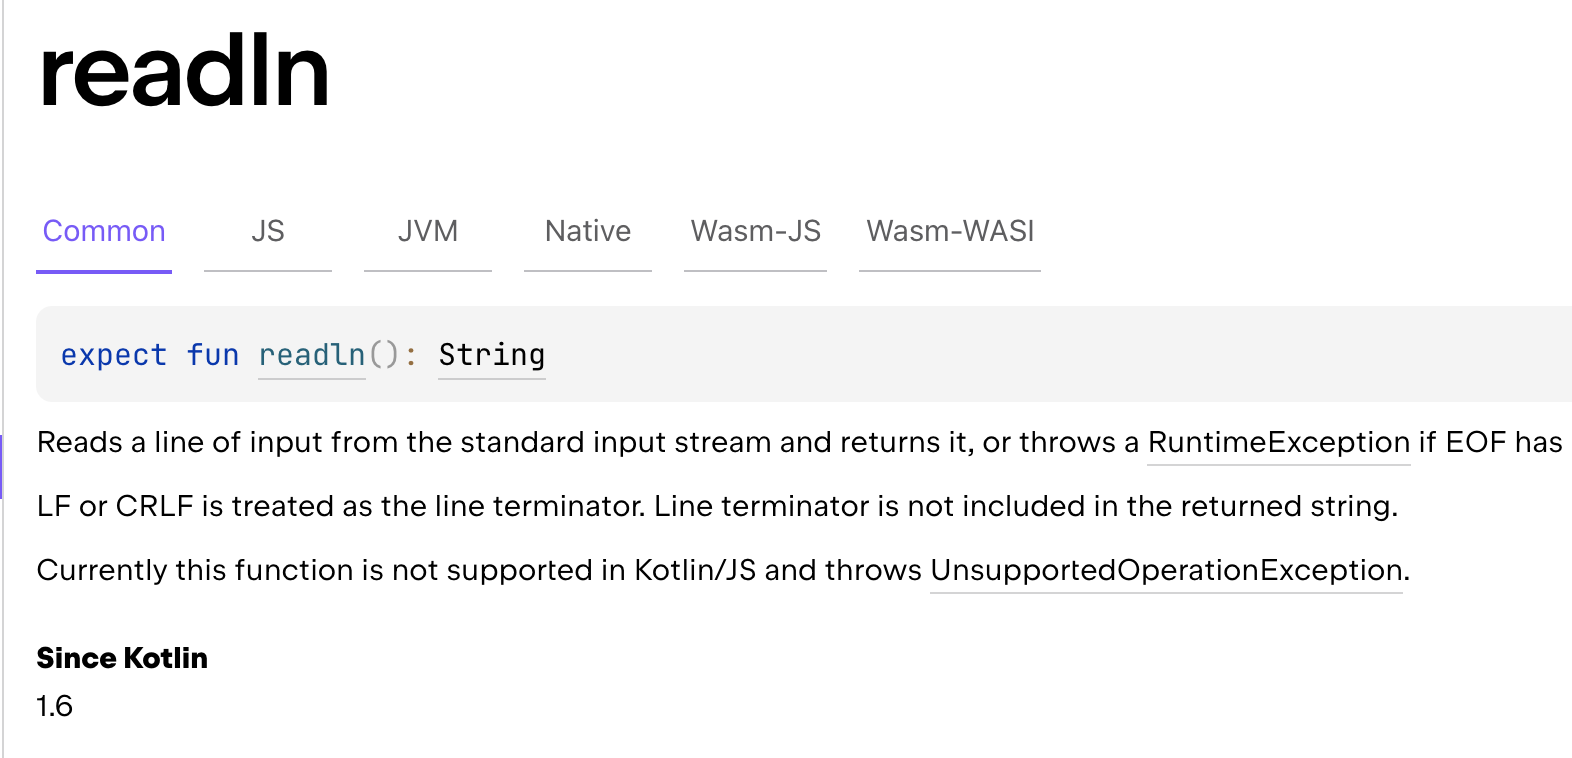 readln
Common JS JVM Native Wasm-JS Wasm-WASI
expect fun readln(): String
Reads a line of input from the standard input stream and returns it, or throws a RuntimeException if EOF has
LF or CRLF is treated as the line terminator. Line terminator is not included in the returned string.
Currently this function is not supported in Kotlin/JS and throws UnsupportedOperationException.
Since Kotlin
1.6